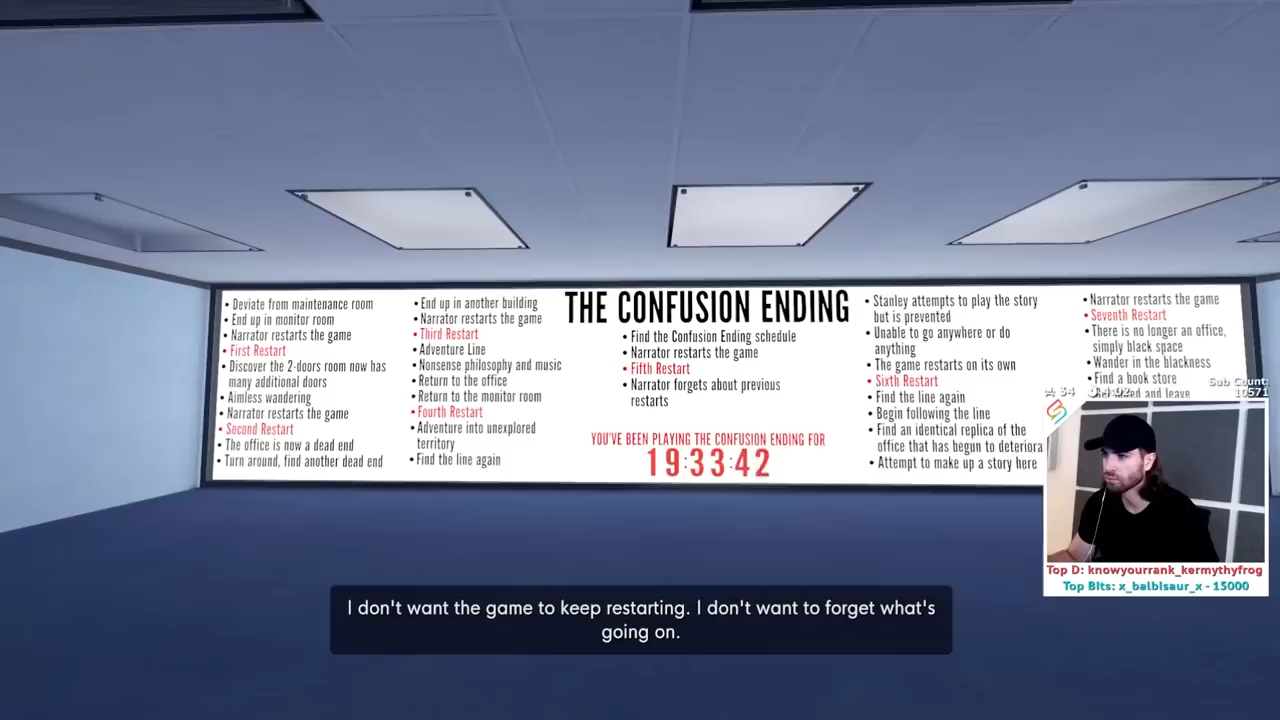 • Deviate from maintenance room
• End up in monitor room
• Narrator restarts the game
• First Restart
• Discover the 2-doors room now has
many additional doors
• Aimless wandering
• Narrator restarts the game
• Second Restart
• The office is now a dead end
• Turn around, find another dead end
• End up in another building
• Narrator restarts the game
• Third Restart
• Adventure Line
• Nonsense philosophy and music
• Return to the office
• Return to the monitor room
• Fourth Restart
• Adventure into unexplored
territory
• Find the line again
THE CONFUSION ENDING
• Find the Confusion Ending schedule
• Narrator restarts the game
• Fifth Restart
• Narrator forgets about previous
restarts
YOU'VE BEEN PLAYING THE CONFUSION ENDING FOR
19:33:42
• Stanley attempts to play the story
but is prevented
• Unable to go anywhere or do
anything
• The game restarts on its own
• Sixth Restart
• Find the line again
• Begin following the line
• Find an identical replica of the
office that has begun to deteriora
• Attempt to make up a story here
• Narrator restarts the game
• Seventh Restart
• There is no longer an office,
simply black space
• Wander in the blackness
• Find a book store
and leave
Sub Count:
10571
Top D: knowyourrank_kermythyfrog
Top Bits: x_balbisaur_x - 15000
I don't want the game to keep restarting. I don't want to forget what's
going on.